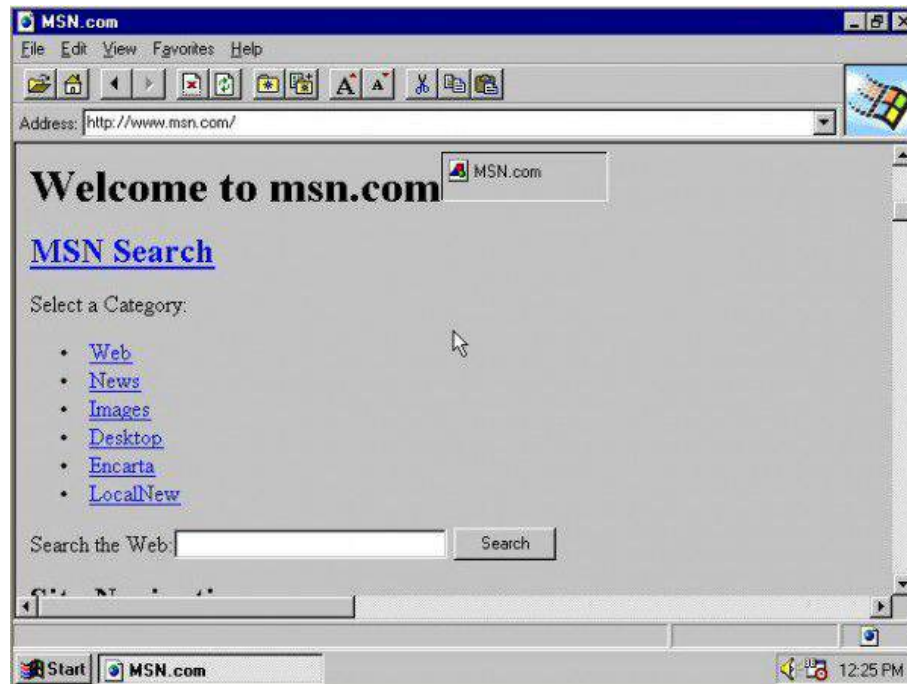 MSN.com
File Edit View Favorites Help
A A
Address: http://www.msn.com/
Welcome to msn.com MSN.com
MSN Search
Select a Category:
• Web
• News
• Images
• Desktop
• Encarta
• LocalNew
Search the Web: Search
Site Navigation
Start MSN.com 12:25 PM